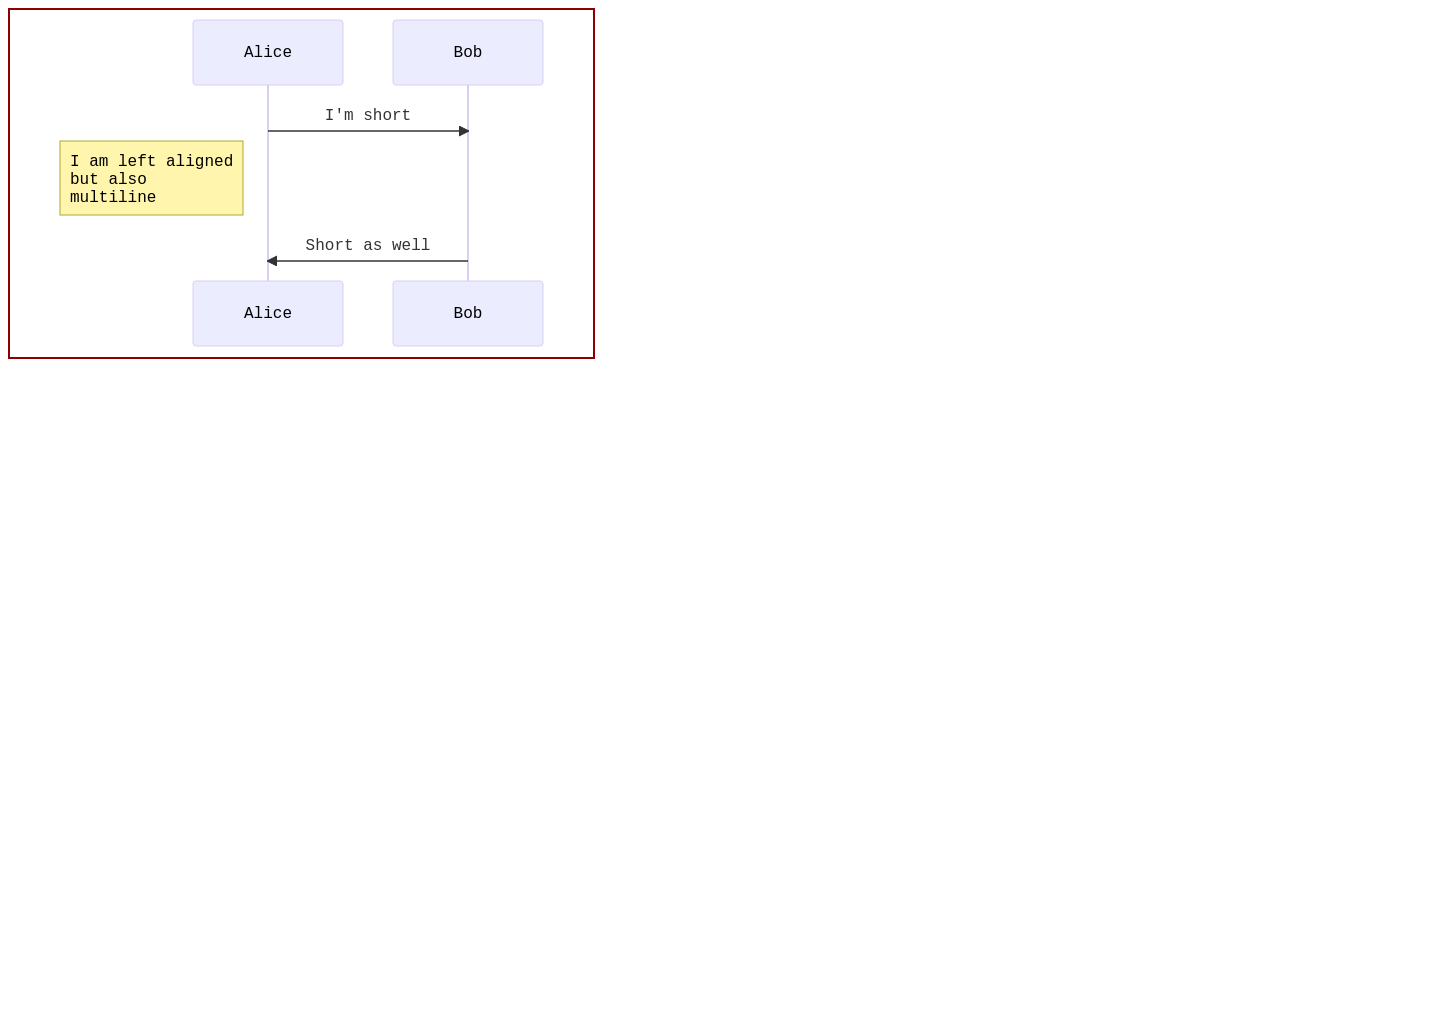 Alice
Bob
I'm short
I am left aligned
but also
multiline
Short as well
Alice
Bob